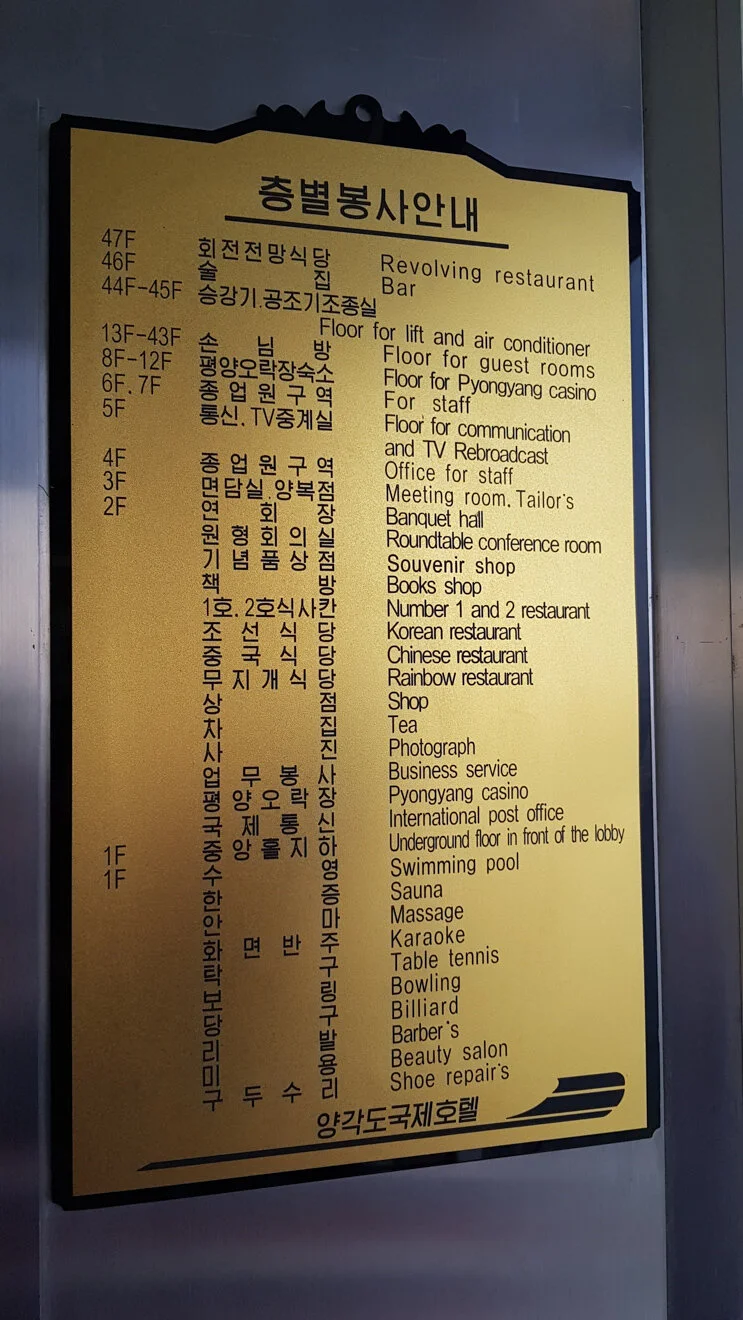 층별봉사안내
47F 회전전망식당 Revolving restaurant
46F 술집 Bar
44F-45F 승강기.공조기조종실
Floor for lift and air conditioner
13F-43F 손님방 Floor for guest rooms
8F-12F 평양오락장숙소 Floor for Pyongyang casino
6F.7F 종업원구역 For staff
5F 통신.TV중계실 Floor for communication
and TV Rebroadcast
4F 종업원구역 Office for staff
3F 면담실.양복점 Meeting room.Tailor's
2F 연회장 Banquet hall
원형회의실 Roundtable conference room
기념품상점 Souvenir shop
책방 Books shop
1호.2호식사칸 Number 1 and 2 restaurant
조선식당 Korean restaurant
중국식당 Chinese restaurant
무지개식당 Rainbow restaurant
상점 Shop
차집 Tea
사진 Photograph
업무봉사 Business service
평양오락장 Pyongyang casino
국제통신 International post office
1F 중앙홀지하 Underground floor in front of the lobby
1F 수영 Swimming pool
한증 Sauna
안마 Massage
화면반주 Karaoke
탁구 Table tennis
보링 Bowling
당구 Billiard
리발 Barber's
미용 Beauty salon
구두수리 Shoe repair's
양각도국제호텔